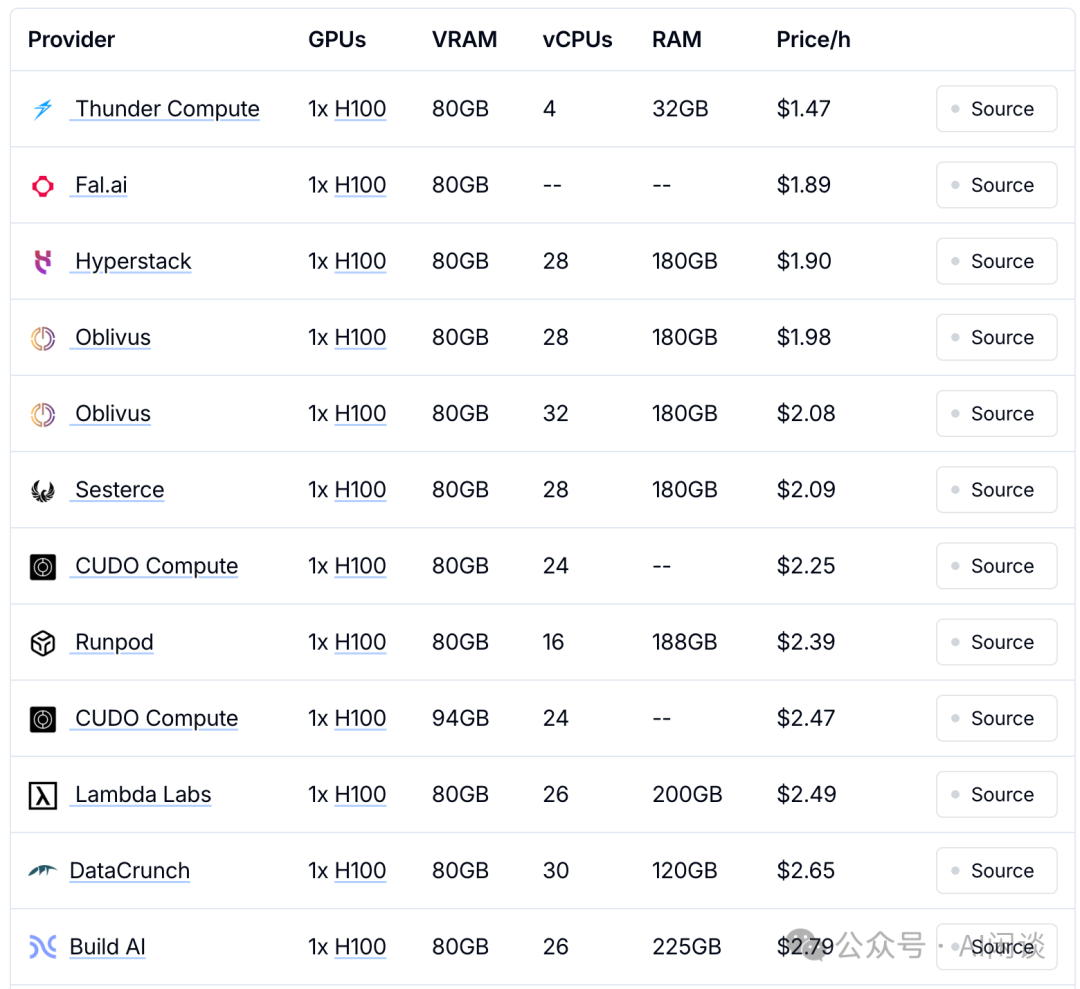 Provider GPUs VRAM vCPUs RAM Price/h
Thunder Compute 1x H100 80GB 4 32GB $1.47 Source
Fal.ai 1x H100 80GB -- -- $1.89 Source
Hyperstack 1x H100 80GB 28 180GB $1.90 Source
Oblivus 1x H100 80GB 28 180GB $1.98 Source
Oblivus 1x H100 80GB 32 180GB $2.08 Source
Sesterce 1x H100 80GB 28 180GB $2.09 Source
CUDO Compute 1x H100 80GB 24 -- $2.25 Source
Runpod 1x H100 80GB 16 188GB $2.39 Source
CUDO Compute 1x H100 94GB 24 -- $2.47 Source
Lambda Labs 1x H100 80GB 26 200GB $2.49 Source
DataCrunch 1x H100 80GB 30 120GB $2.65 Source
Build AI 1x H100 80GB 26 225GB $2.79 Source
公众号 · AI闲谈